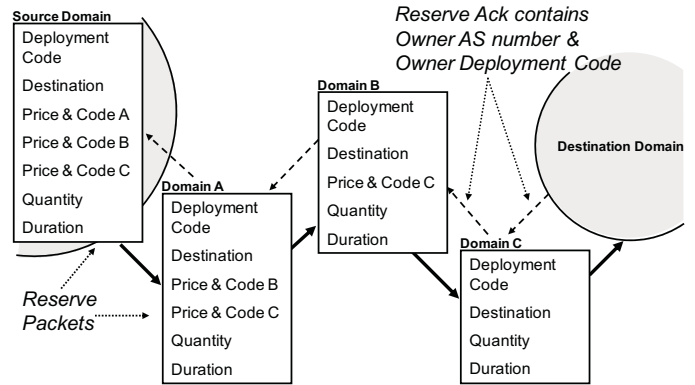 Source Domain
Deployment
Code
Destination
Price & Code A
Price & Code B
Price & Code C
Quantity
Duration
Reserve
Packets
Domain A
Deployment
Code
Destination
Price & Code B
Price & Code C
Quantity
Duration
Domain B
Deployment
Code
Destination
Price & Code C
Quantity
Duration
Reserve Ack contains
Owner AS number &
Owner Deployment Code
Domain C
Deployment
Code
Destination
Quantity
Duration
Destination Domain